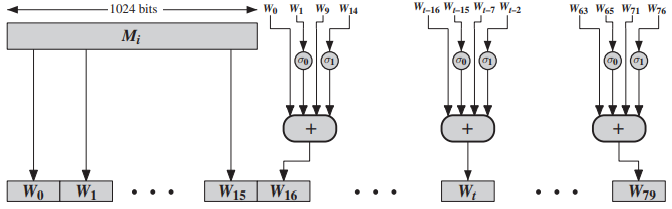 1024 bits W0 W1 W9 W14 Wt–16 Wt–15 Wt–7 Wt–2 W63 W65 W71 W76
Mi
σ0 σ1 σ0 σ1 σ0 σ1
+ + +
W0 W1 • • • W15 W16 • • • Wt • • • W79